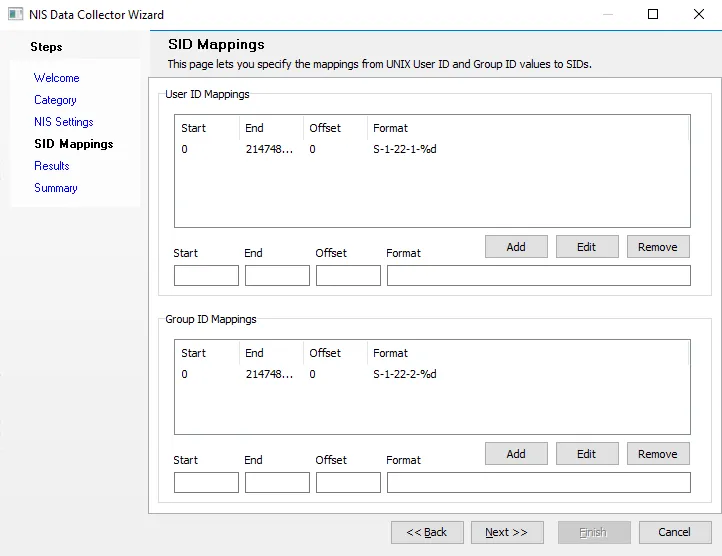 NIS Data Collector Wizard
Steps
Welcome
Category
NIS Settings
SID Mappings
Results
Summary
SID Mappings
This page lets you specify the mappings from UNIX User ID and Group ID values to SIDs.
User ID Mappings
Start End Offset Format
0 214748... 0 S-1-22-1-%d
Add Edit Remove
Start End Offset Format
Group ID Mappings
Start End Offset Format
0 214748... 0 S-1-22-2-%d
Add Edit Remove
Start End Offset Format
<< Back Next >> Finish Cancel